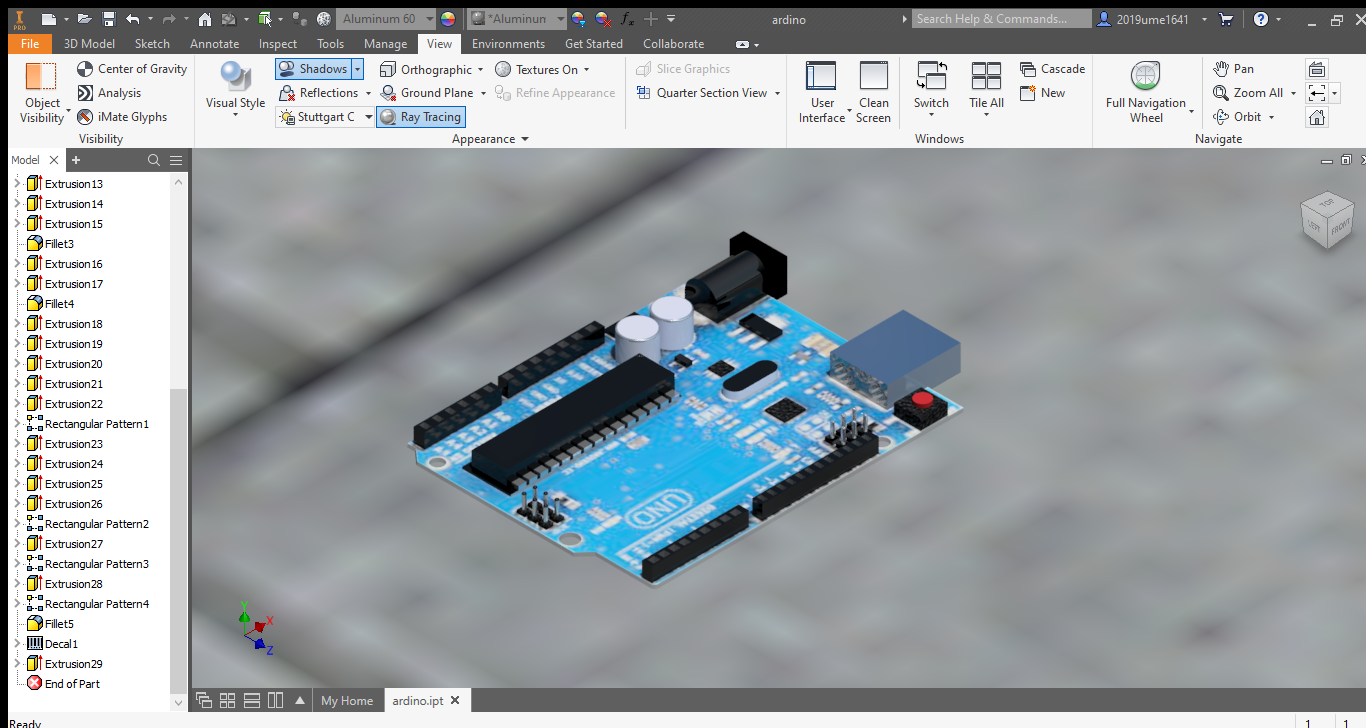 I PRO Aluminum 60 *Aluminum fx ardino Search Help & Commands... 2019ume1641
File 3D Model Sketch Annotate Inspect Tools Manage View Environments Get Started Collaborate
Object Visibility
Center of Gravity
Analysis
iMate Glyphs
Visibility
Visual Style
Shadows
Reflections
Stuttgart C
Orthographic
Ground Plane
Ray Tracing
Textures On
Refine Appearance
Appearance
Slice Graphics
Quarter Section View
User Interface
Clean Screen
Switch
Tile All
Cascade
New
Windows
Full Navigation Wheel
Pan
Zoom All
Orbit
Navigate
Model
Extrusion13
Extrusion14
Extrusion15
Fillet3
Extrusion16
Extrusion17
Fillet4
Extrusion18
Extrusion19
Extrusion20
Extrusion21
Extrusion22
Rectangular Pattern1
Extrusion23
Extrusion24
Extrusion25
Extrusion26
Rectangular Pattern2
Extrusion27
Rectangular Pattern3
Extrusion28
Rectangular Pattern4
Fillet5
Decal1
Extrusion29
End of Part
TOP
LEFT
FRONT
UNO
Y
X
Z
My Home ardino.ipt
Ready 1 1